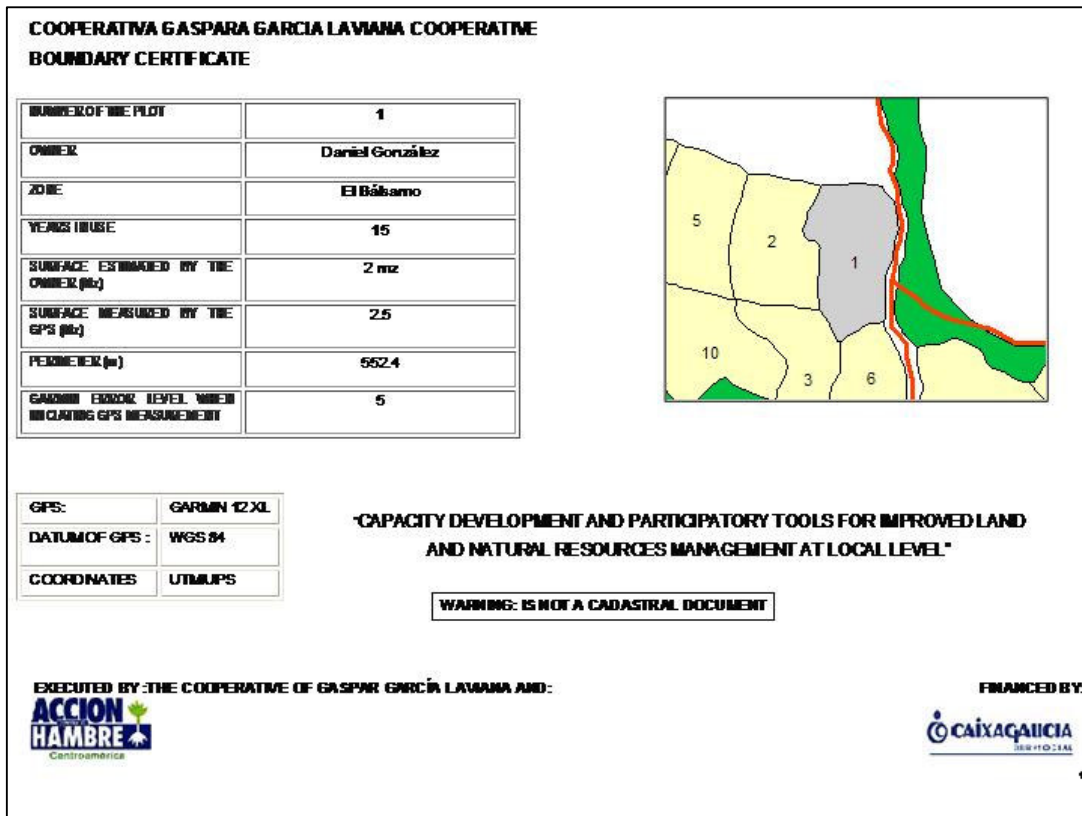 COOPERATIVA GASPARA GARCIA LAVIANA COOPERATIVE
BOUNDARY CERTIFICATE
NUMBER OF THE PLOT 1
OWNER Daniel González
ZONE El Bálsamo
YEARS IN USE 15
SURFACE ESTIMATED BY THE
OWNER (Mz) 2 mz
SURFACE MEASURED BY THE
GPS (Mz) 2.5
PERIMETER (m) 552.4
GARMIN ERROR LEVEL WHEN
INICIATING GPS MEASUREMENT 5
5
2
1
10
3
6
GPS: GARMIN 12 XL
DATUM OF GPS : WGS 84
COORDINATES UTM/UPS
"CAPACITY DEVELOPMENT AND PARTICIPATORY TOOLS FOR IMPROVED LAND
AND NATURAL RESOURCES MANAGEMENT AT LOCAL LEVEL"
WARNING: IS NOT A CADASTRAL DOCUMENT
EXECUTED BY :THE COOPERATIVE OF GASPAR GARCÍA LAVIANA AND:
FINANCED BY:
ACCION
HAMBRE
Centroamérica
CAIXAGALICIA
OBRA SOCIAL